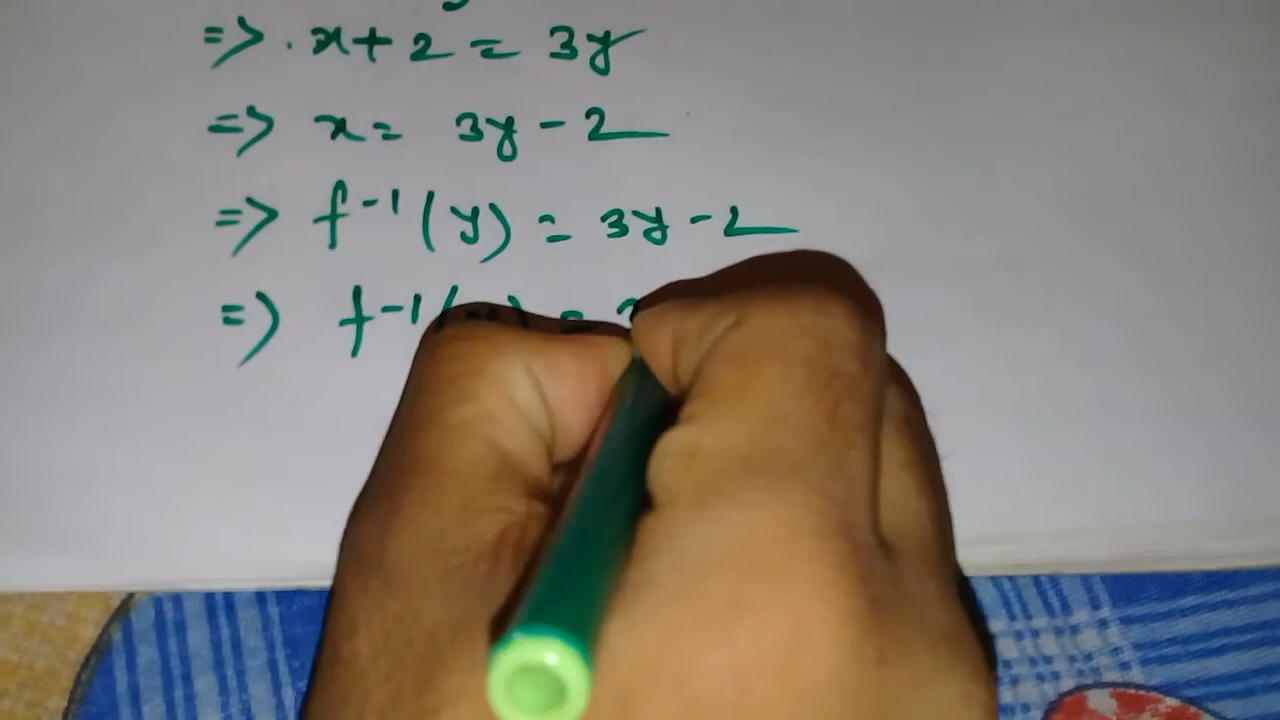 => x + 2 = 3y
=> x = 3y - 2
=> f⁻¹(y) = 3y - 2
=> f⁻¹( ) =